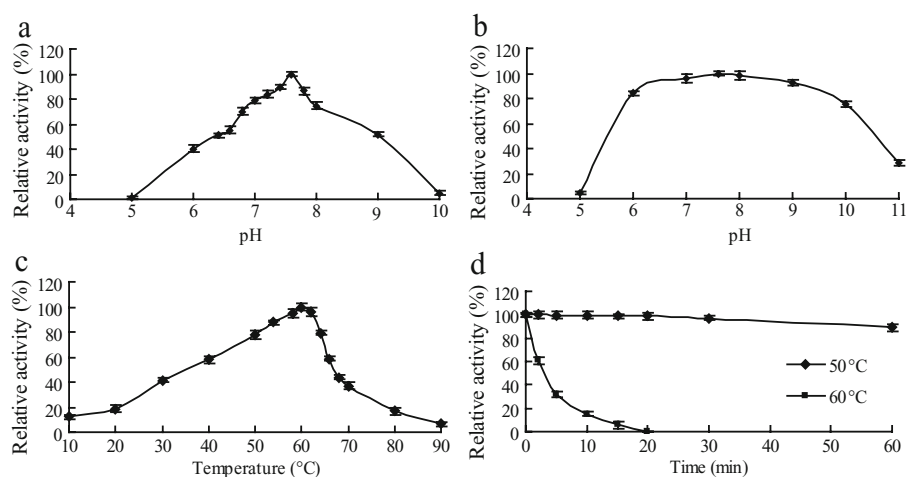 a
Relative activity (%)
120
100
80
60
40
20
0
4 5 6 7 8 9 10
pH
b
Relative activity (%)
120
100
80
60
40
20
0
4 5 6 7 8 9 10 11
pH
c
Relative activity (%)
120
100
80
60
40
20
0
10 20 30 40 50 60 70 80 90
Temperature (°C)
d
Relative activity (%)
120
100
80
60
40
20
0
0 10 20 30 40 50 60
Time (min)
50°C
60°C